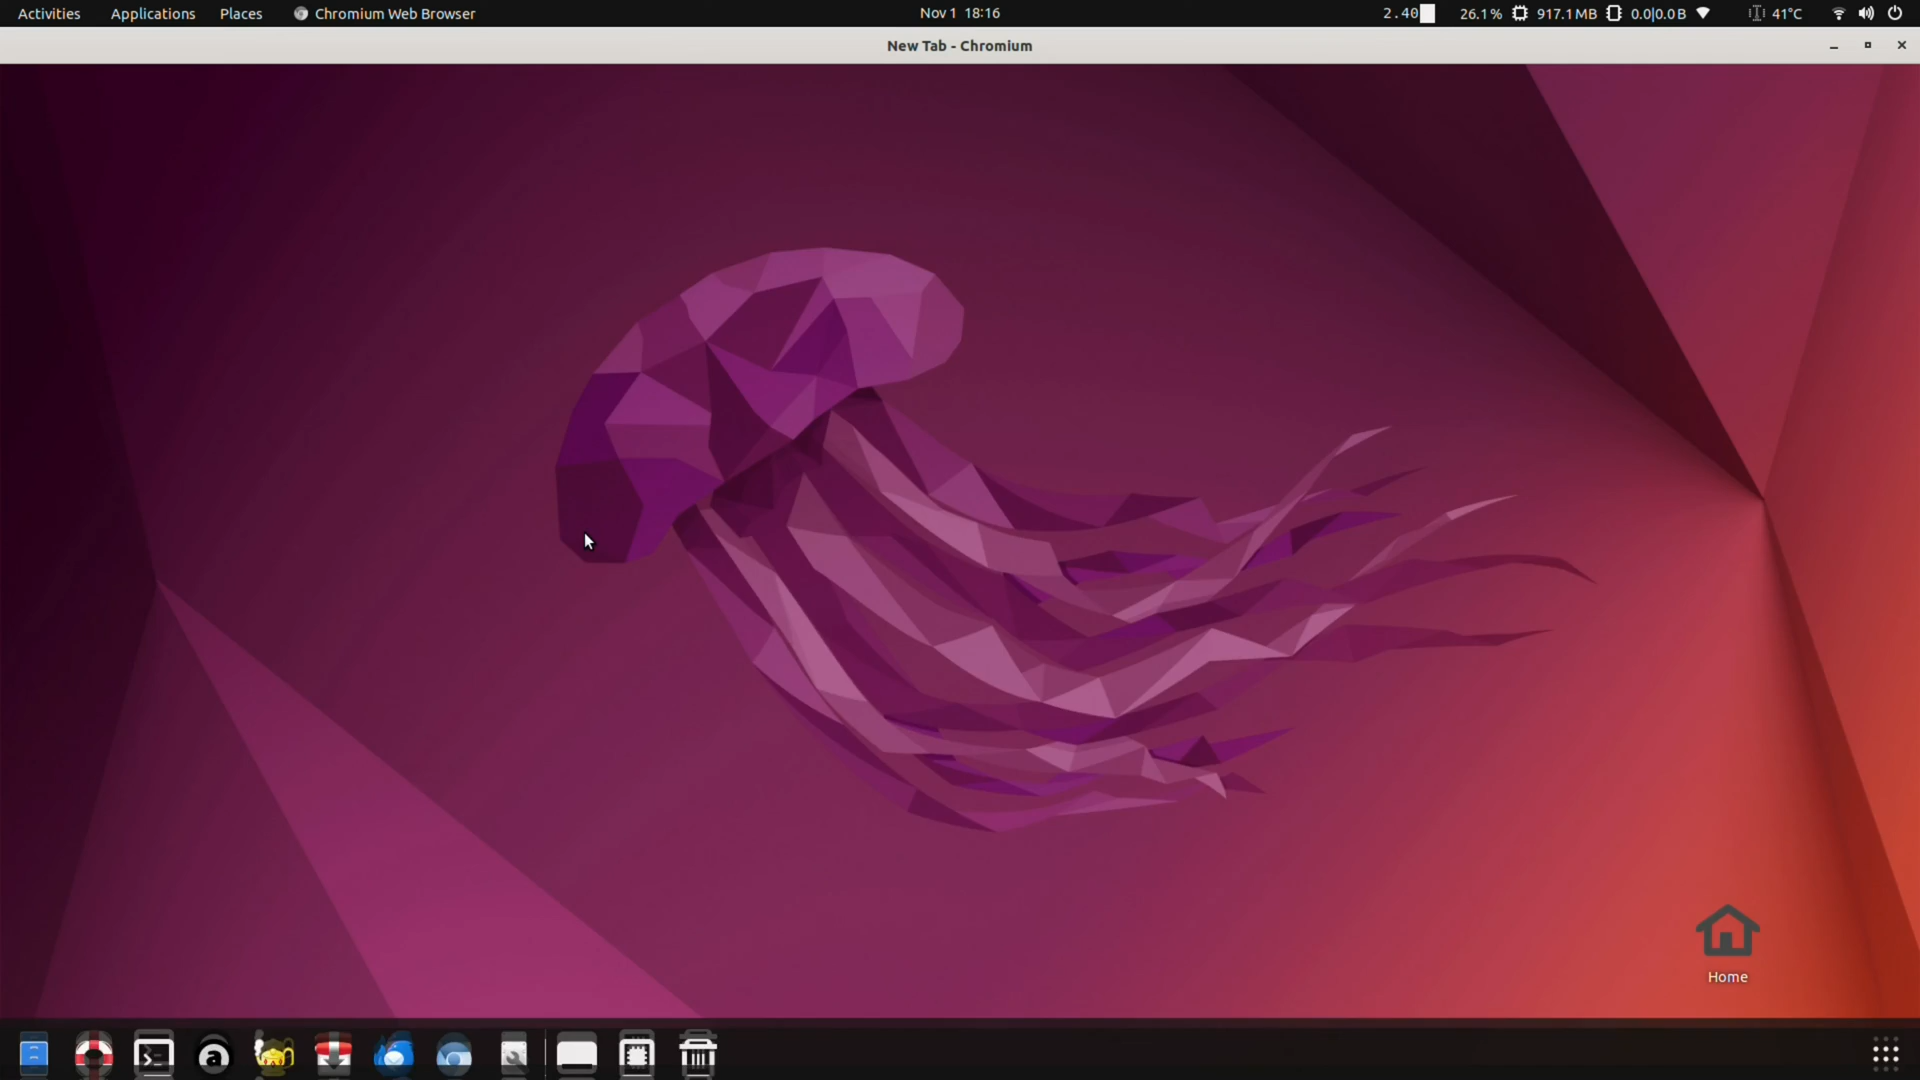 Activities Applications Places Chromium Web Browser Nov 1 18:16 2.40 26.1% 917.1MB 0.0|0.0B 41°C
New Tab - Chromium
Home
a